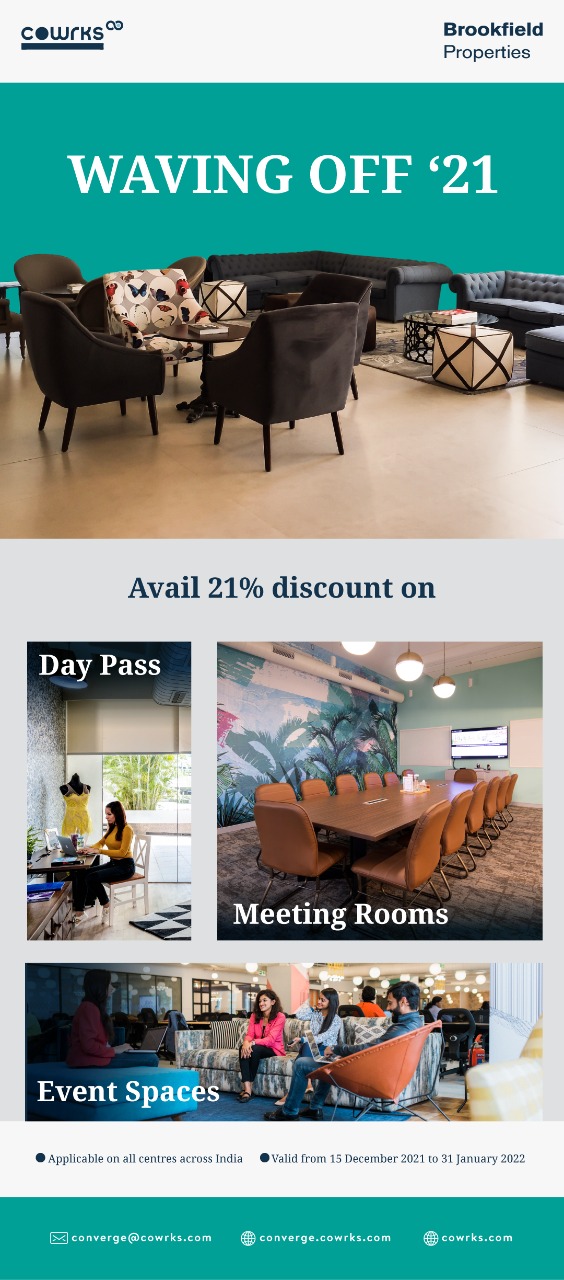 cowrks
Brookfield
Properties
WAVING OFF ‘21
Avail 21% discount on
Day Pass
Meeting Rooms
Event Spaces
Applicable on all centres across India
Valid from 15 December 2021 to 31 January 2022
converge@cowrks.com
converge.cowrks.com
cowrks.com